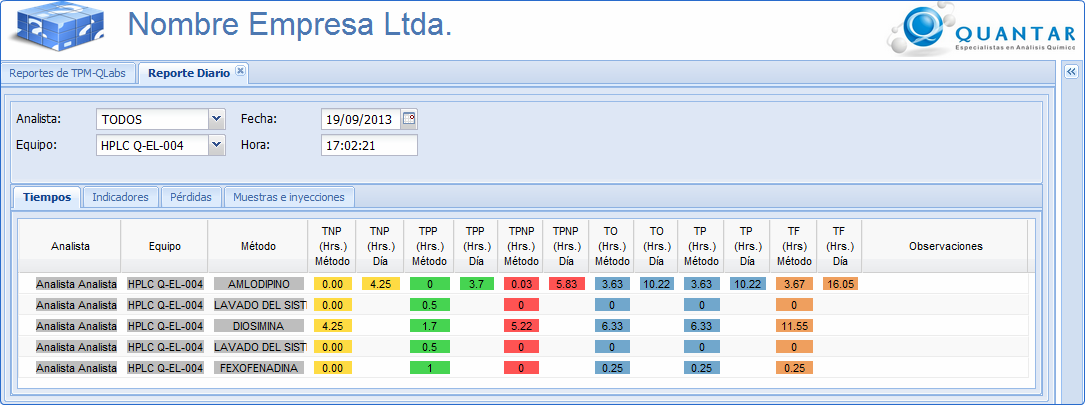 Nombre Empresa Ltda.
QUANTAR
Especialistas en Análisis Químico
Reportes de TPM-QLabs Reporte Diario
Analista: TODOS Fecha: 19/09/2013
Equipo: HPLC Q-EL-004 Hora: 17:02:21
Tiempos Indicadores Pérdidas Muestras e inyecciones
TNP TNP TPP TPP TPNP TPNP TO TO TP TP TF TF
Analista Equipo Método (Hrs.) (Hrs.) (Hrs.) (Hrs.) (Hrs.) (Hrs.) (Hrs.) (Hrs.) (Hrs.) (Hrs.) (Hrs) (Hrs.) Observaciones
Método Día Método Día Método Día Método Día Método Día Método Día
Analista Analista HPLC Q-EL-004 AMLODIPINO 0.00 4.25 0 3.7 0.03 5.83 3.63 10.22 3.63 10.22 3.67 16.05
Analista Analista HPLC Q-EL-004 LAVADO DEL SIST 0.00 0.5 0 0 0 0
Analista Analista HPLC Q-EL-004 DIOSIMINA 4.25 1.7 5.22 6.33 6.33 11.55
Analista Analista HPLC Q-EL-004 LAVADO DEL SIST 0.00 0.5 0 0 0 0
Analista Analista HPLC Q-EL-004 FEXOFENADINA 0.00 1 0 0.25 0.25 0.25